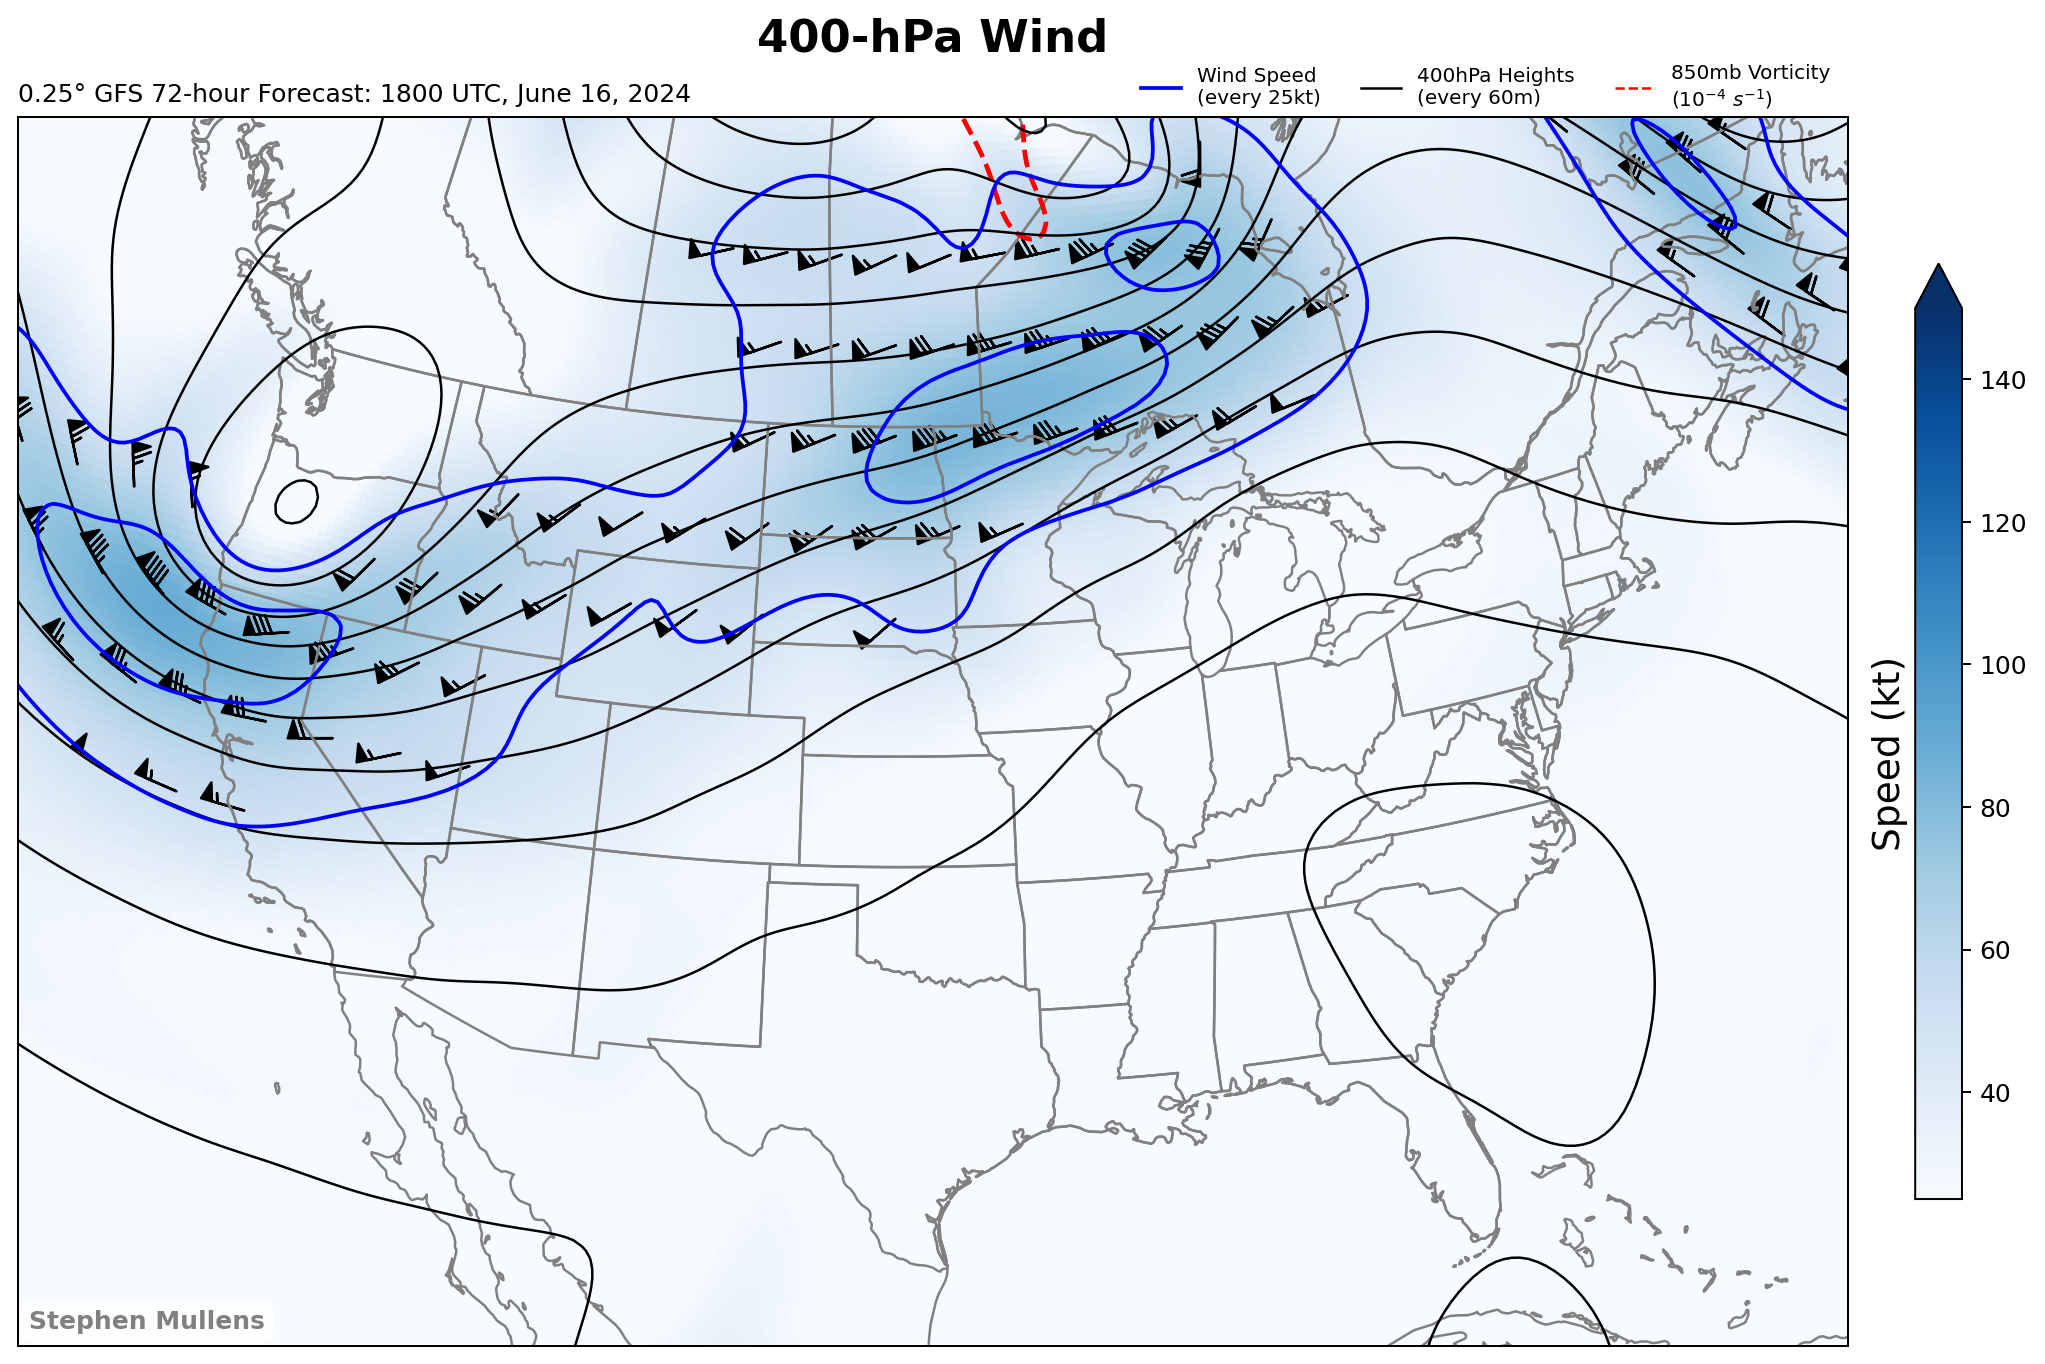 400-hPa Wind
0.25° GFS 72-hour Forecast: 1800 UTC, June 16, 2024
Wind Speed
(every 25kt)
400hPa Heights
(every 60m)
850mb Vorticity
(10⁻⁴ s⁻¹)
140
120
100
80
60
40
Speed (kt)
Stephen Mullens